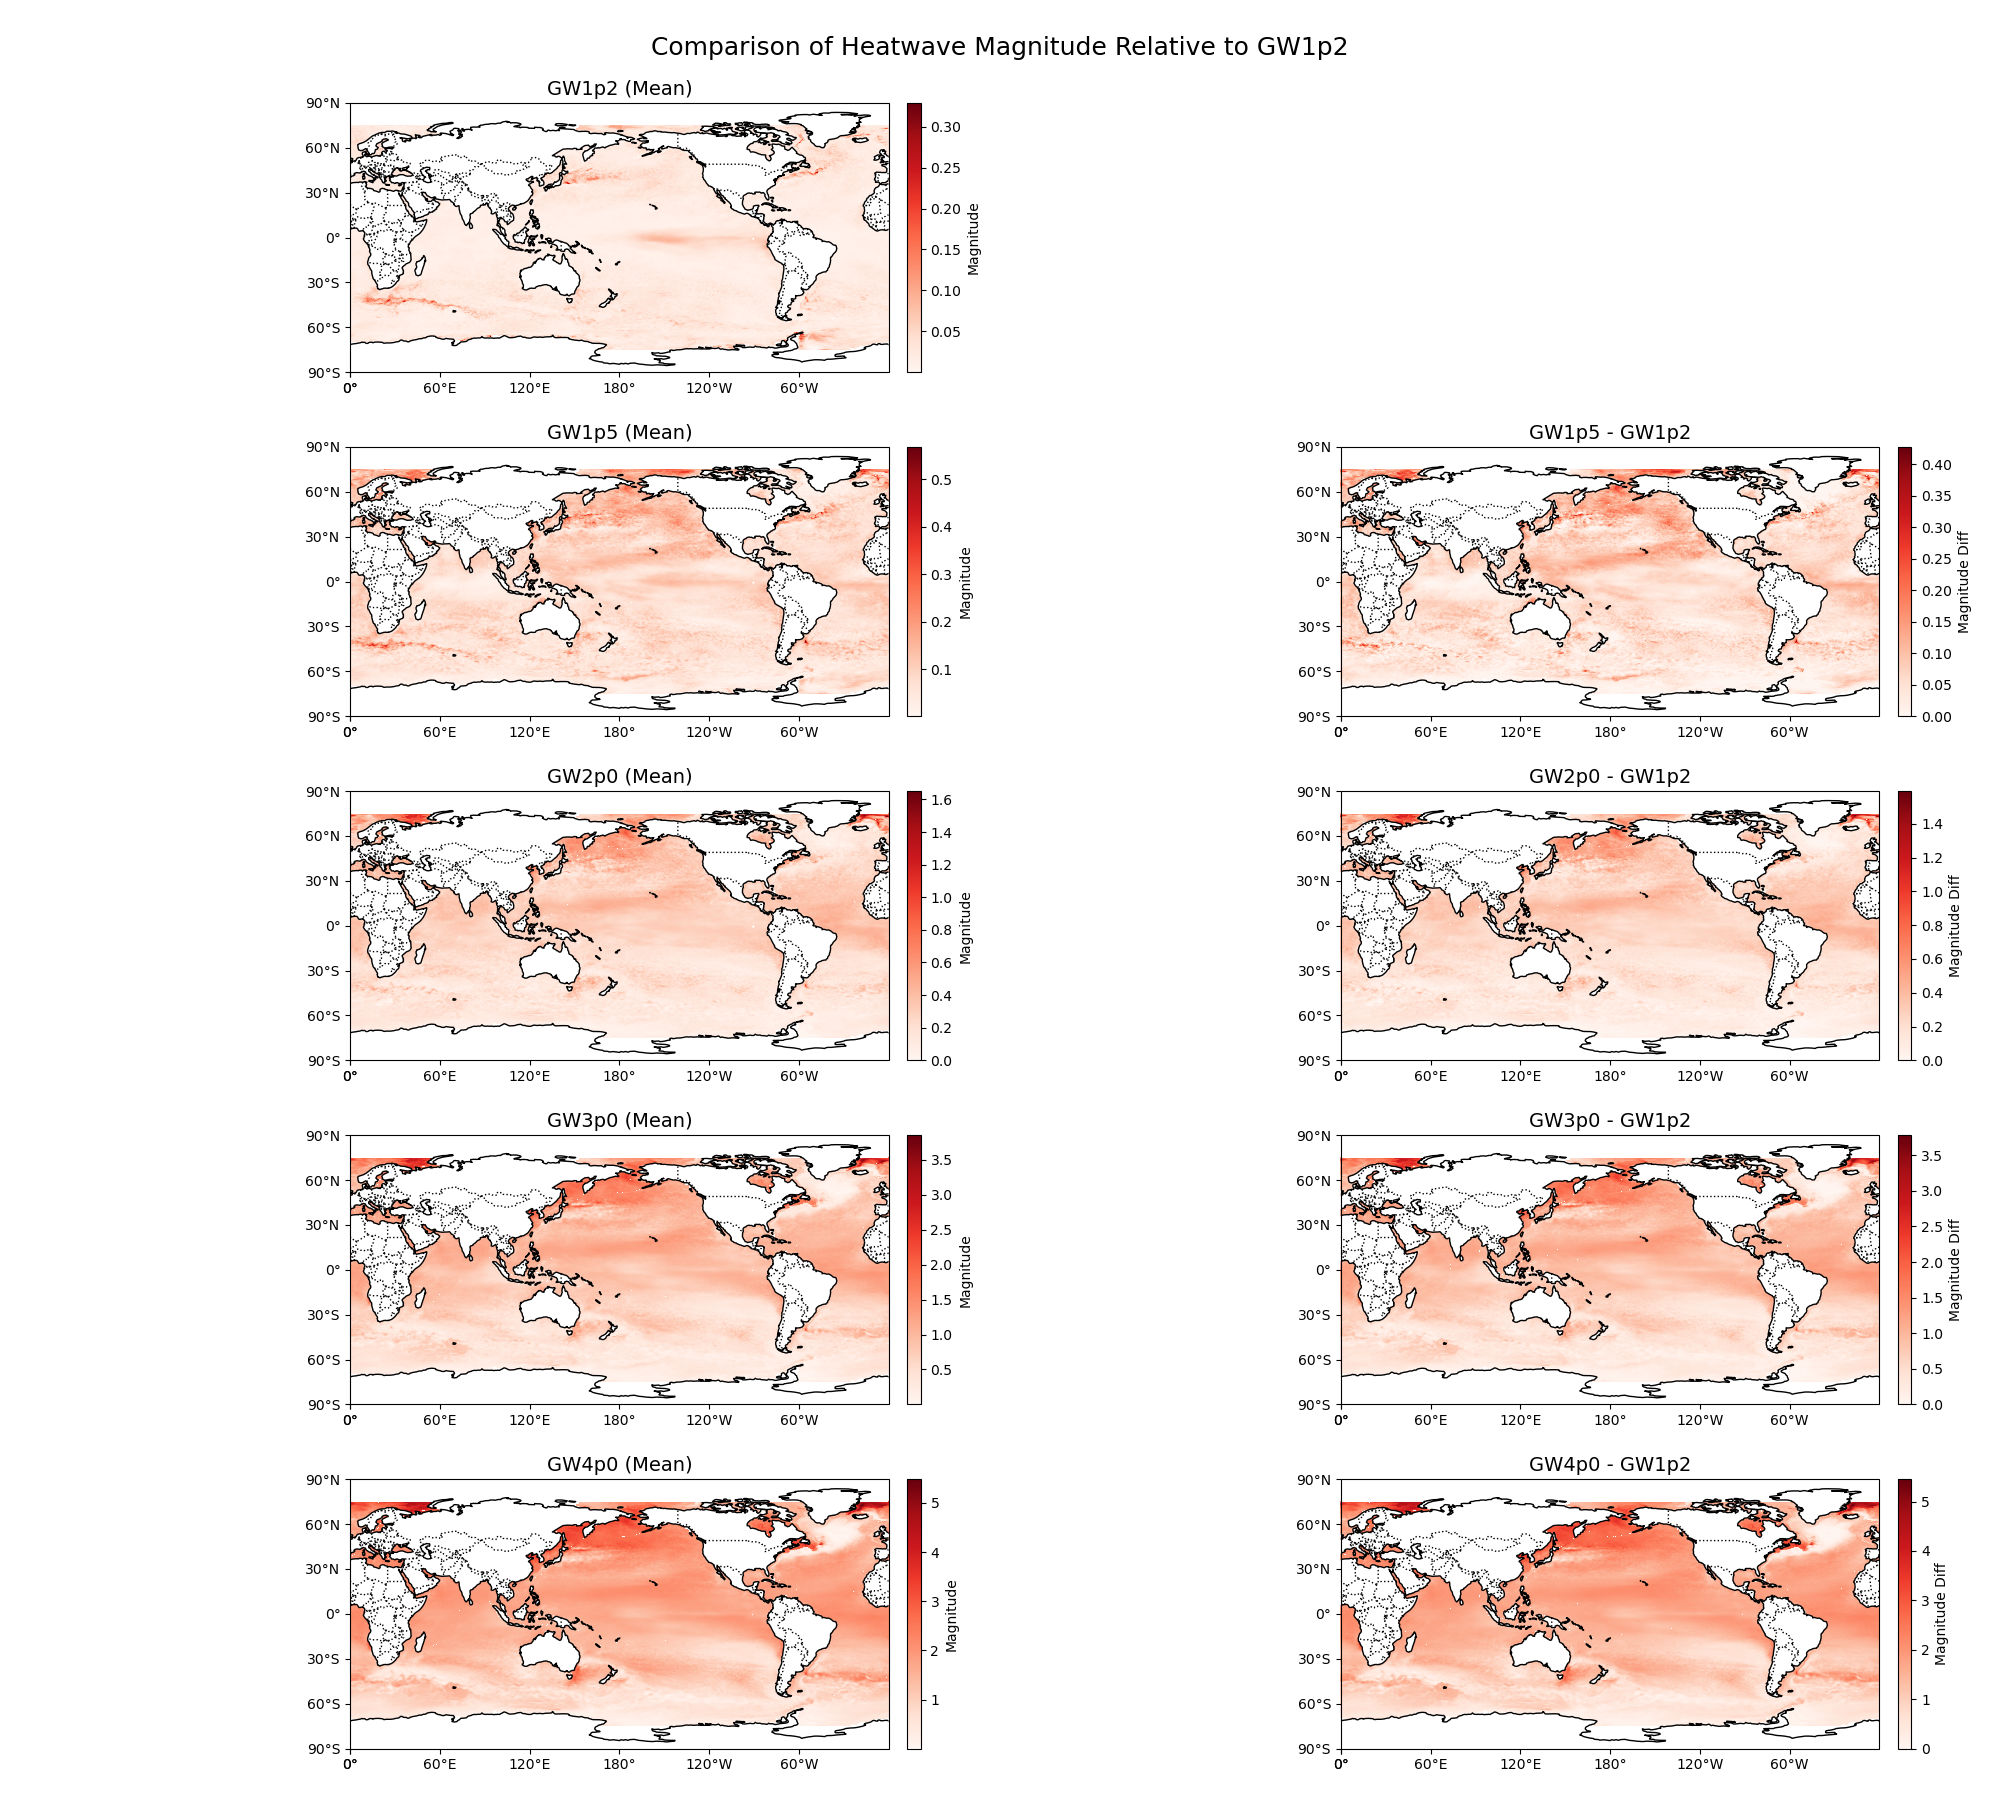 Comparison of Heatwave Magnitude Relative to GW1p2
GW1p2 (Mean)
90°N
60°N
30°N
0°
30°S
60°S
90°S
0°
60°E
120°E
180°
120°W
60°W
0.30
0.25
0.20
0.15
0.10
0.05
Magnitude
GW1p5 (Mean)
90°N
60°N
30°N
0°
30°S
60°S
90°S
0°
60°E
120°E
180°
120°W
60°W
0.5
0.4
0.3
0.2
0.1
Magnitude
GW1p5 - GW1p2
90°N
60°N
30°N
0°
30°S
60°S
90°S
0°
60°E
120°E
180°
120°W
60°W
0.40
0.35
0.30
0.25
0.20
0.15
0.10
0.05
0.00
Magnitude Diff
GW2p0 (Mean)
90°N
60°N
30°N
0°
30°S
60°S
90°S
0°
60°E
120°E
180°
120°W
60°W
1.6
1.4
1.2
1.0
0.8
0.6
0.4
0.2
0.0
Magnitude
GW2p0 - GW1p2
90°N
60°N
30°N
0°
30°S
60°S
90°S
0°
60°E
120°E
180°
120°W
60°W
1.4
1.2
1.0
0.8
0.6
0.4
0.2
0.0
Magnitude Diff
GW3p0 (Mean)
90°N
60°N
30°N
0°
30°S
60°S
90°S
0°
60°E
120°E
180°
120°W
60°W
3.5
3.0
2.5
2.0
1.5
1.0
0.5
Magnitude
GW3p0 - GW1p2
90°N
60°N
30°N
0°
30°S
60°S
90°S
0°
60°E
120°E
180°
120°W
60°W
3.5
3.0
2.5
2.0
1.5
1.0
0.5
0.0
Magnitude Diff
GW4p0 (Mean)
90°N
60°N
30°N
0°
30°S
60°S
90°S
0°
60°E
120°E
180°
120°W
60°W
5
4
3
2
1
Magnitude
GW4p0 - GW1p2
90°N
60°N
30°N
0°
30°S
60°S
90°S
0°
60°E
120°E
180°
120°W
60°W
5
4
3
2
1
0
Magnitude Diff